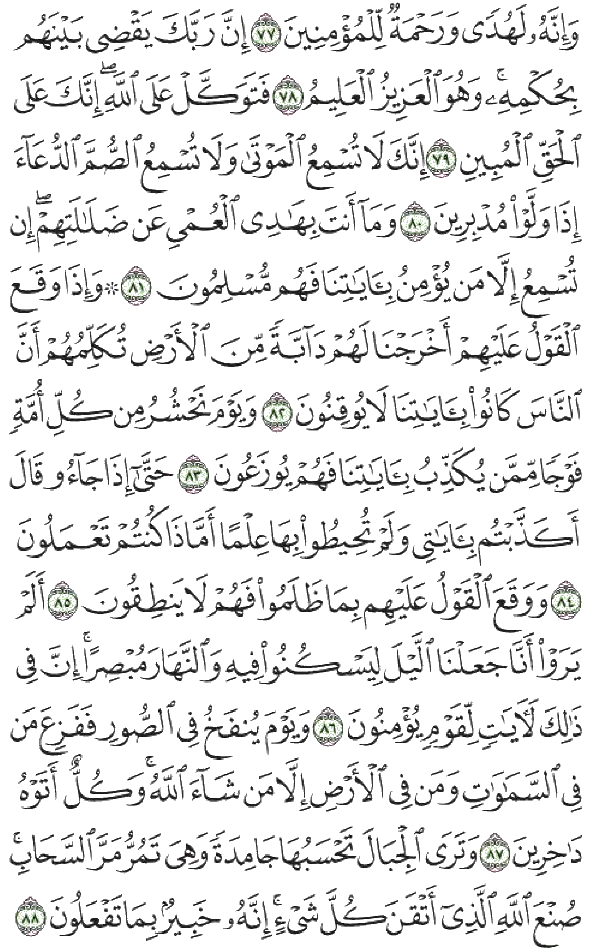 وَإِنَّهُۥ لَهُدًى وَرَحْمَةٌ لِّلْمُؤْمِنِينَ ٧٧ إِنَّ رَبَّكَ يَقْضِى بَيْنَهُم
بِحُكْمِهِۦۚ وَهُوَ ٱلْعَزِيزُ ٱلْعَلِيمُ ٧٨ فَتَوَكَّلْ عَلَى ٱللَّهِۖ إِنَّكَ عَلَى
ٱلْحَقِّ ٱلْمُبِينِ ٧٩ إِنَّكَ لَا تُسْمِعُ ٱلْمَوْتَىٰ وَلَا تُسْمِعُ ٱلصُّمَّ ٱلدُّعَآءَ
إِذَا وَلَّوْا۟ مُدْبِرِينَ ٨٠ وَمَآ أَنتَ بِهَـٰدِى ٱلْعُمْىِ عَن ضَلَـٰلَتِهِمْۖ إِن
تُسْمِعُ إِلَّا مَن يُؤْمِنُ بِـَٔايَـٰتِنَا فَهُم مُّسْلِمُونَ ٨١ ۞ وَإِذَا وَقَعَ
ٱلْقَوْلُ عَلَيْهِمْ أَخْرَجْنَا لَهُمْ دَآبَّةً مِّنَ ٱلْأَرْضِ تُكَلِّمُهُمْ أَنَّ
ٱلنَّاسَ كَانُوا۟ بِـَٔايَـٰتِنَا لَا يُوقِنُونَ ٨٢ وَيَوْمَ نَحْشُرُ مِن كُلِّ أُمَّةٍ
فَوْجًا مِّمَّن يُكَذِّبُ بِـَٔايَـٰتِنَا فَهُمْ يُوزَعُونَ ٨٣ حَتَّىٰٓ إِذَا جَآءُو قَالَ
أَكَذَّبْتُم بِـَٔايَـٰتِى وَلَمْ تُحِيطُوا۟ بِهَا عِلْمًا أَمَّاذَا كُنتُمْ تَعْمَلُونَ
٨٤ وَوَقَعَ ٱلْقَوْلُ عَلَيْهِم بِمَا ظَلَمُوا۟ فَهُمْ لَا يَنطِقُونَ ٨٥ أَلَمْ
يَرَوْا۟ أَنَّا جَعَلْنَا ٱلَّيْلَ لِيَسْكُنُوا۟ فِيهِ وَٱلنَّهَارَ مُبْصِرًاۚ إِنَّ فِى
ذَٰلِكَ لَـَٔايَـٰتٍ لِّقَوْمٍ يُؤْمِنُونَ ٨٦ وَيَوْمَ يُنفَخُ فِى ٱلصُّورِ فَفَزِعَ مَن
فِى ٱلسَّمَـٰوَٰتِ وَمَن فِى ٱلْأَرْضِ إِلَّا مَن شَآءَ ٱللَّهُۚ وَكُلٌّ أَتَوْهُ
دَٰخِرِينَ ٨٧ وَتَرَى ٱلْجِبَالَ تَحْسَبُهَا جَامِدَةً وَهِىَ تَمُرُّ مَرَّ ٱلسَّحَابِۚ
صُنْعَ ٱللَّهِ ٱلَّذِىٓ أَتْقَنَ كُلَّ شَىْءٍۚ إِنَّهُۥ خَبِيرٌۢ بِمَا تَفْعَلُونَ ٨٨